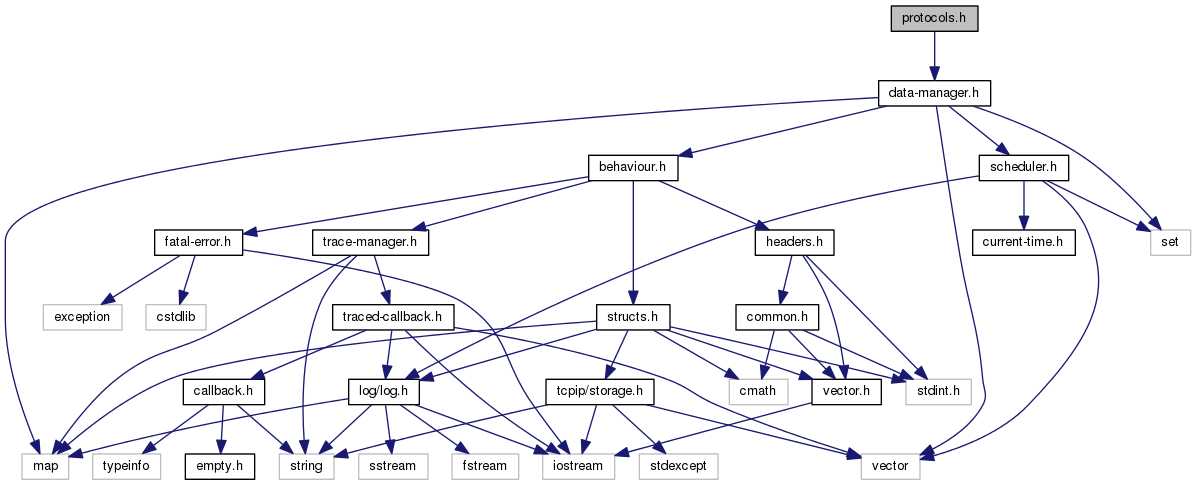 protocols.h
data-manager.h
behaviour.h
scheduler.h
fatal-error.h
trace-manager.h
headers.h
current-time.h
set
exception
cstdlib
traced-callback.h
structs.h
common.h
callback.h
log/log.h
tcpip/storage.h
cmath
vector.h
stdint.h
map
typeinfo
empty.h
string
sstream
fstream
iostream
stdexcept
vector